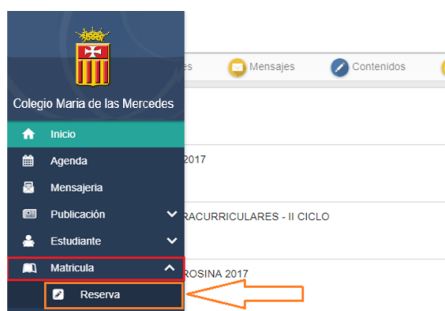 Colegio Maria de las Mercedes
Inicio
Agenda
Mensajeria
Publicación
Estudiante
Matricula
Reserva
es
Mensajes
Contenidos
2017
RACURRICULARES - II CICLO
ROSINA 2017